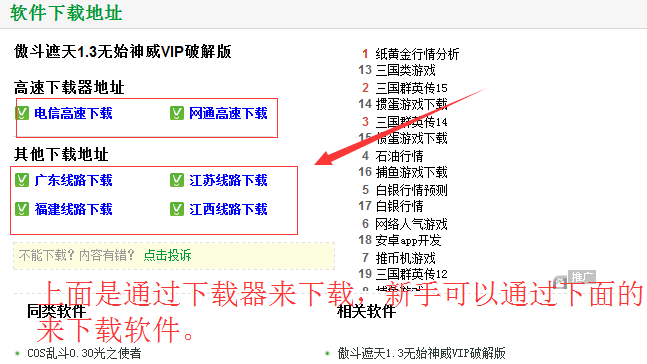 软件下载地址
傲斗遮天1.3无始神威VIP破解版
高速下载器地址
电信高速下载 网通高速下载
其他下载地址
广东线路下载 江苏线路下载
福建线路下载 江西线路下载
不能下载？内容有错？ 点击投诉
1 纸黄金行情分析
13 三国类游戏
2 三国群英传15
14 掼蛋游戏下载
3 三国群英传14
15 掼蛋游戏下载
4 石油行情
16 捕鱼游戏下载
5 白银行情预测
17 白银行情
6 网络人气游戏
18 安卓app开发
7 推币机游戏
19 三国群英传12
推广
上面是通过下载器来下载，新手可以通过下面的
来下载软件。
同类软件
COS乱斗0.30光之使者
相关软件
傲斗遮天1.3无始神威VIP破解版